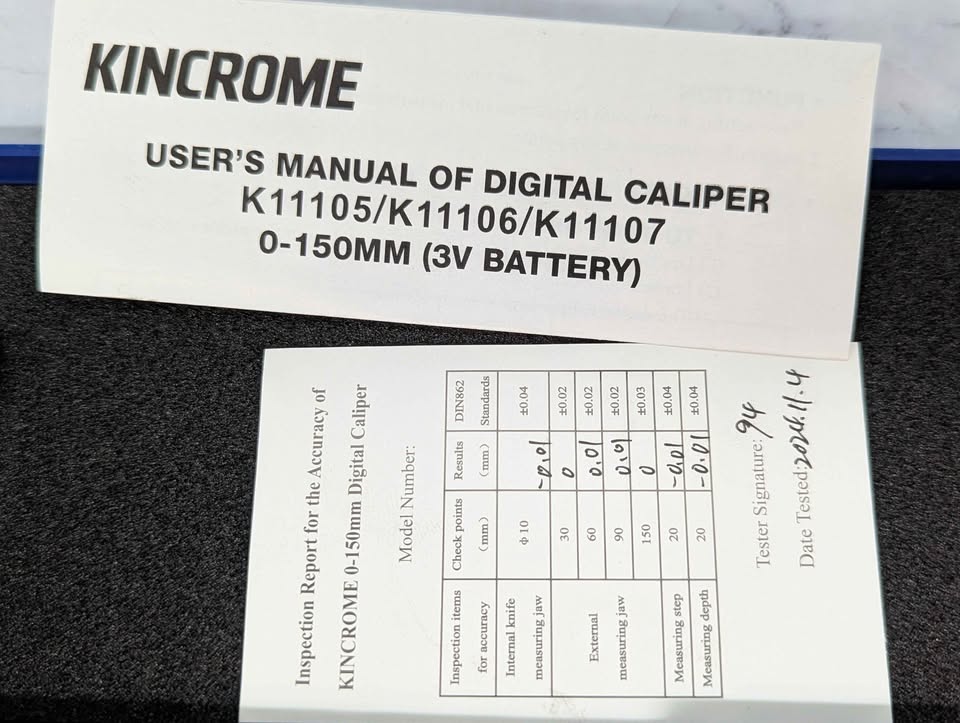 KINCROME
USER'S MANUAL OF DIGITAL CALIPER
K11105/K11106/K11107
0-150MM (3V BATTERY)
Inspection Report for the Accuracy of
KINCROME 0-150mm Digital Caliper
Model Number:
Inspection items for accuracy Check points (mm) Results (mm) DIN862 Standards
Internal knife measuring jaw Φ10 -0.01 ±0.04
External measuring jaw 30 0 ±0.02
60 0.01 ±0.02
90 0.01 ±0.02
150 0 ±0.03
Measuring step 20 -0.01 ±0.04
Measuring depth 20 -0.01 ±0.04
Tester Signature: 94
Date Tested: 2024.11.4